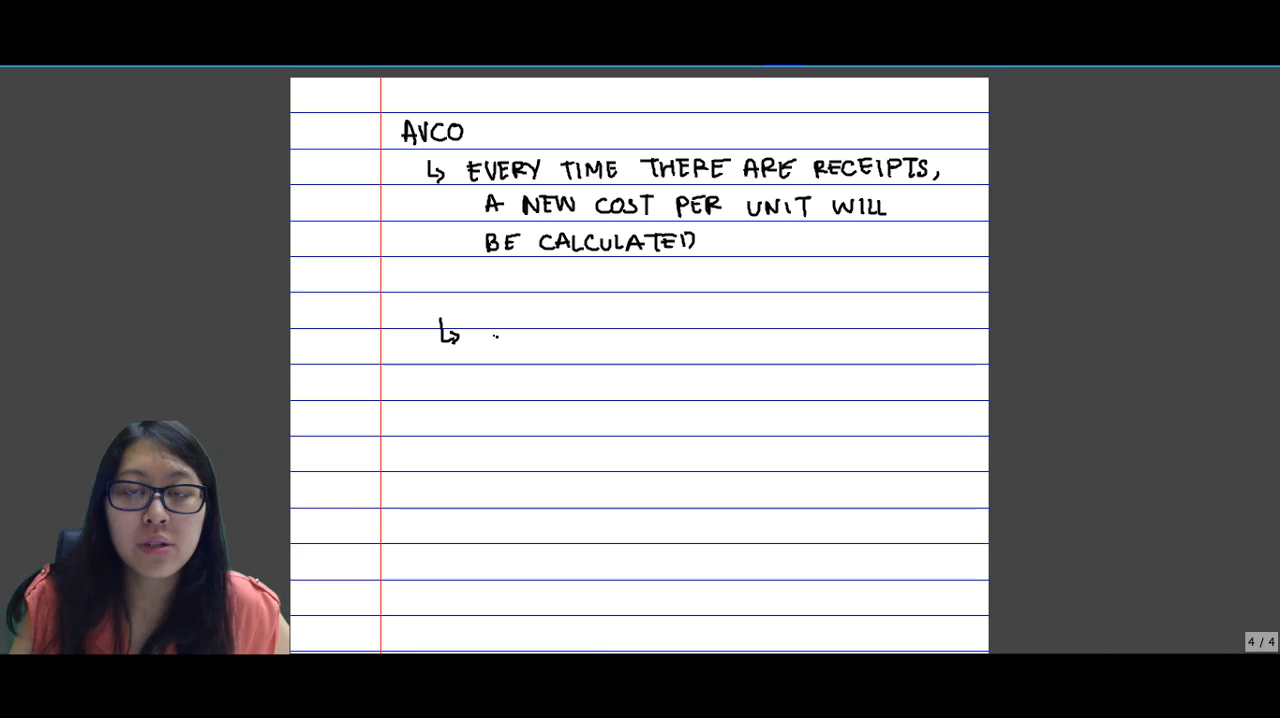 AVCO
↳ EVERY TIME THERE ARE RECEIPTS,
A NEW COST PER UNIT WILL
BE CALCULATED
↳
4 / 4